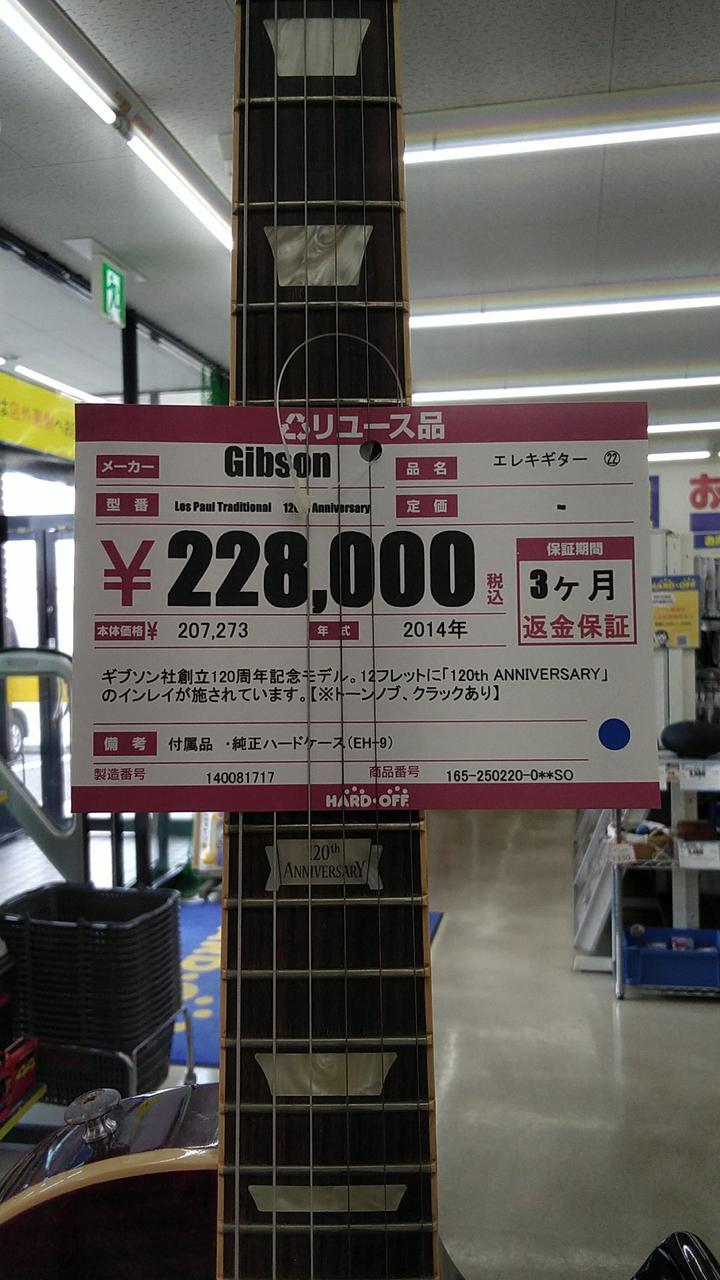 リユース品
メーカー Gibson 品名 エレキギター ㉒
型番 Les Paul Traditional 120 Anniversary 定価 -
¥228,000 税込
保証期間
3ヶ月
返金保証
本体価格¥ 207,273 年式 2014年
ギブソン社創立120周年記念モデル。12フレットに「120th ANNIVERSARY」
のインレイが施されています。【※トーンノブ、クラックあり】
備考 付属品 ・純正ハードケース(EH-9)
製造番号 140081717 商品番号 165-250220-0**SO
HARD・OFF
120th
ANNIVERSARY
お
HARD・OFF